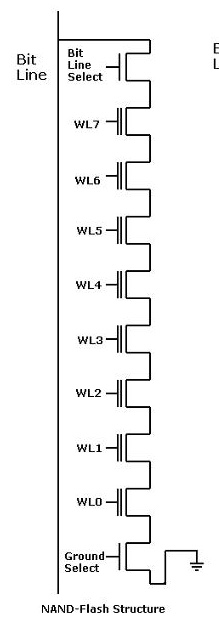 Bit
Line
Bit
Line
Select
WL7
WL6
WL5
WL4
WL3
WL2
WL1
WL0
Ground
Select
NAND-Flash Structure